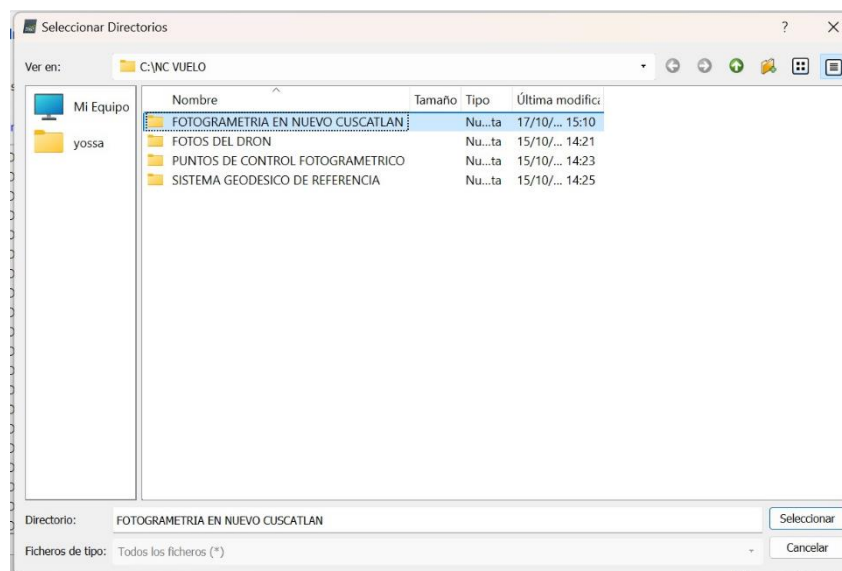 Seleccionar Directorios ?
Ver en: C:\NC VUELO
Mi Equipo
yossa
Nombre Tamaño Tipo Última modifica
FOTOGRAMETRIA EN NUEVO CUSCATLAN Nu...ta 17/10/... 15:10
FOTOS DEL DRON Nu...ta 15/10/... 14:21
PUNTOS DE CONTROL FOTOGRAMETRICO Nu...ta 15/10/... 14:23
SISTEMA GEODESICO DE REFERENCIA Nu...ta 15/10/... 14:25
Directorio: FOTOGRAMETRIA EN NUEVO CUSCATLAN Seleccionar
Ficheros de tipo: Todos los ficheros (*) Cancelar